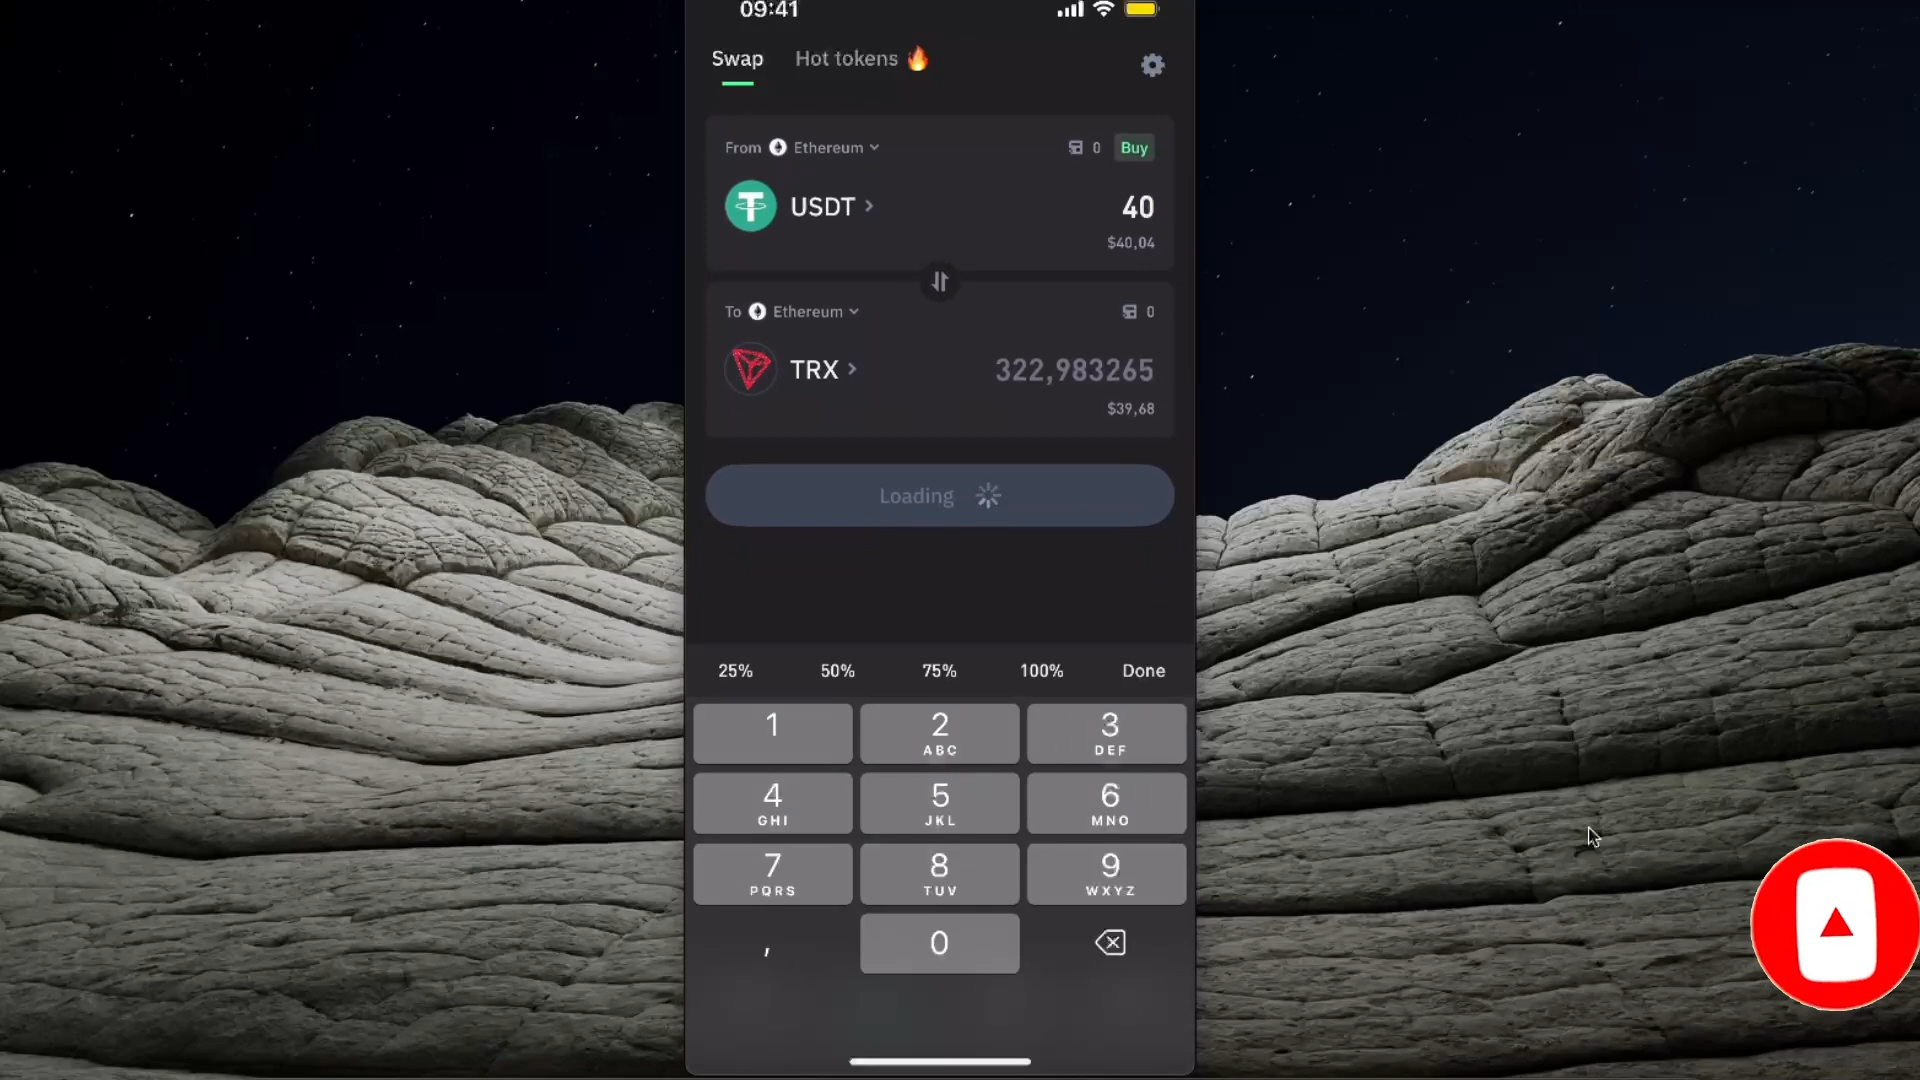 09:41
Swap
Hot tokens 🔥
From Ethereum
0 Buy
USDT
40
$40,04
To Ethereum
0
TRX
322,983265
$39,68
Loading
25% 50% 75% 100% Done
1 2 3
ABC DEF
4 5 6
GHI JKL MNO
7 8 9
PQRS TUV WXYZ
, 0